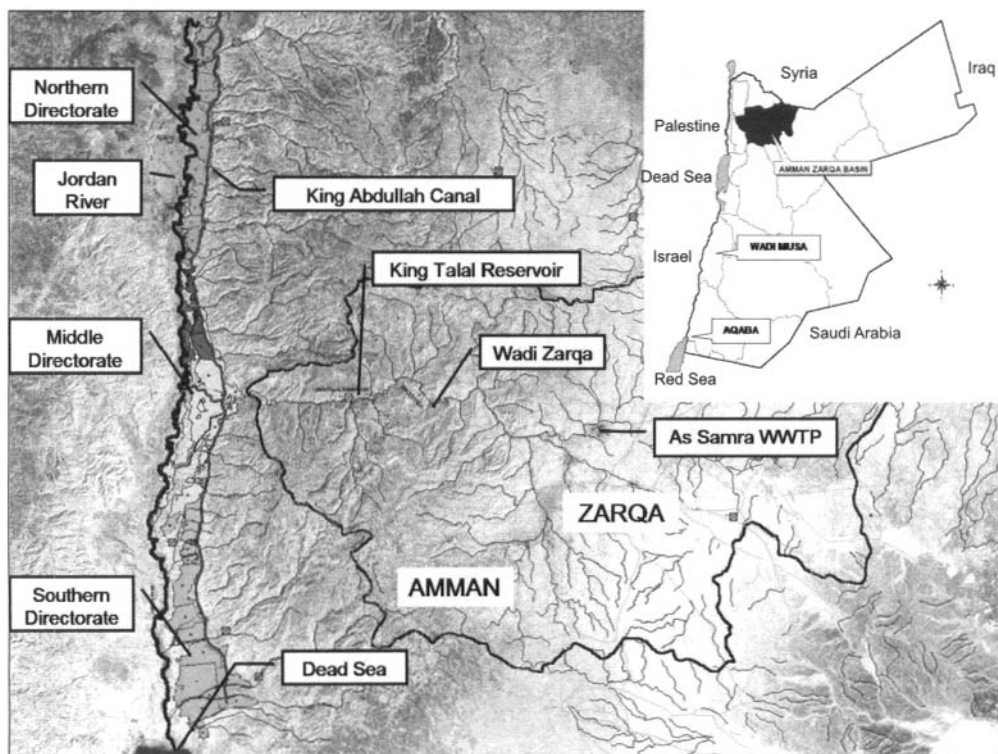 Northern
Directorate
Jordan
River
King Abdullah Canal
King Talal Reservoir
Middle
Directorate
Wadi Zarqa
As Samra WWTP
ZARQA
AMMAN
Southern
Directorate
Dead Sea
Syria
Iraq
Palestine
AMMAN ZARQA BASIN
Dead Sea
WADI MUSA
Israel
AQABA
Saudi Arabia
Red Sea